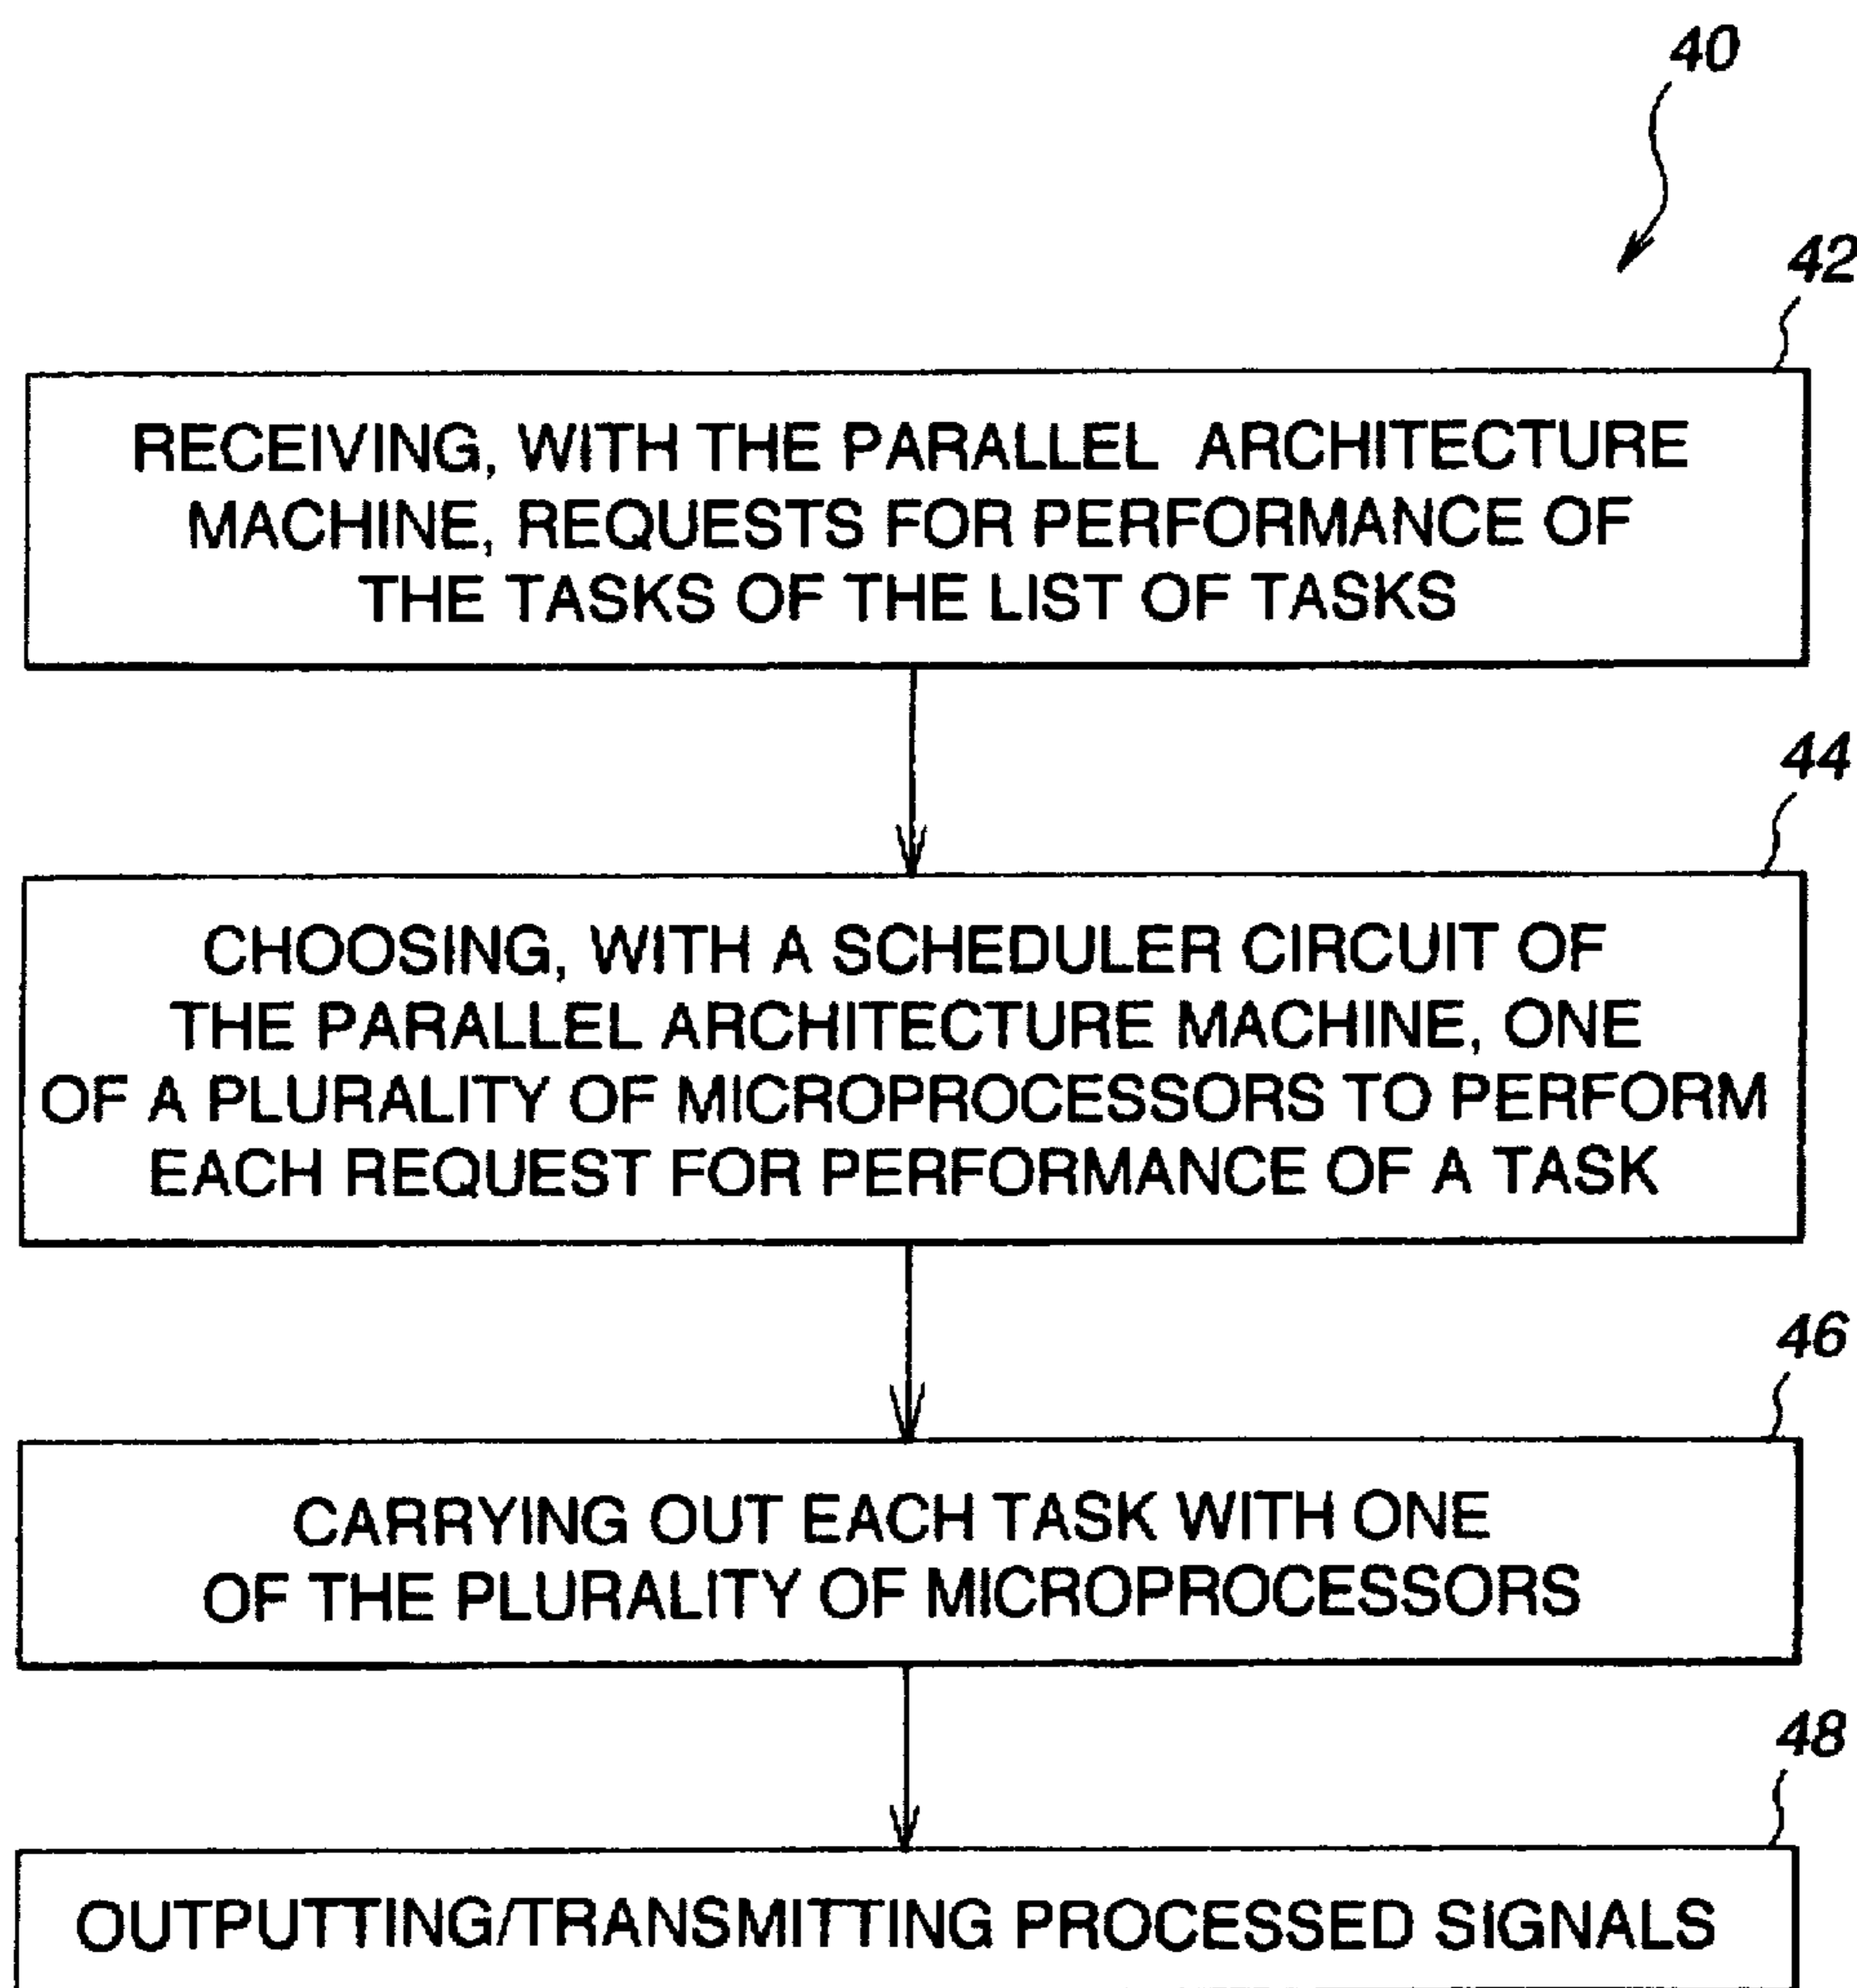 40
42
RECEIVING, WITH THE PARALLEL ARCHITECTURE
MACHINE, REQUESTS FOR PERFORMANCE OF
THE TASKS OF THE LIST OF TASKS
44
CHOOSING, WITH A SCHEDULER CIRCUIT OF
THE PARALLEL ARCHITECTURE MACHINE, ONE
OF A PLURALITY OF MICROPROCESSORS TO PERFORM
EACH REQUEST FOR PERFORMANCE OF A TASK
46
CARRYING OUT EACH TASK WITH ONE
OF THE PLURALITY OF MICROPROCESSORS
48
OUTPUTTING/TRANSMITTING PROCESSED SIGNALS